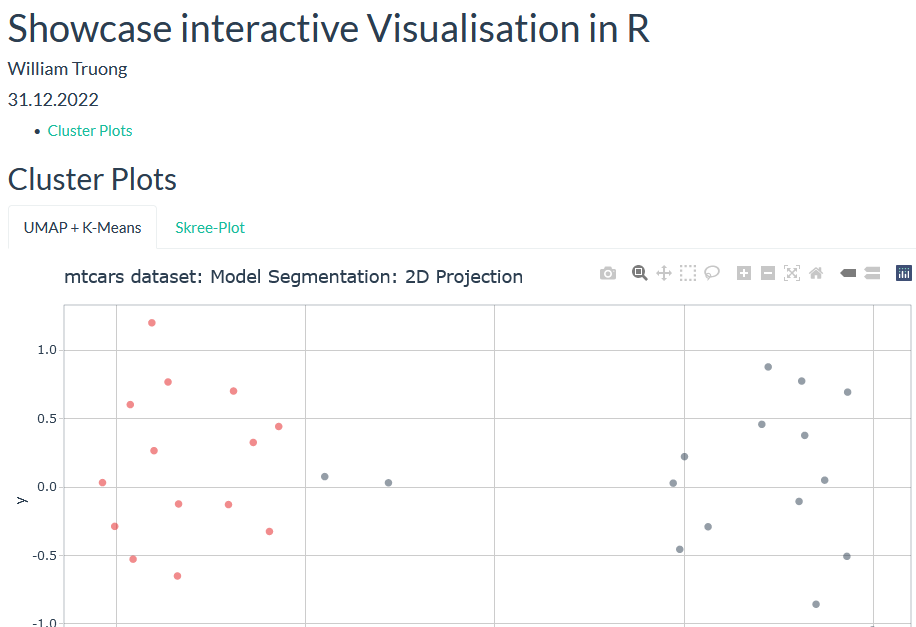 Showcase interactive Visualisation in R
William Truong
31.12.2022
Cluster Plots
Cluster Plots
UMAP + K-Means
Skree-Plot
mtcars dataset: Model Segmentation: 2D Projection
1.0
0.5
0.0
y
-0.5
-1.0